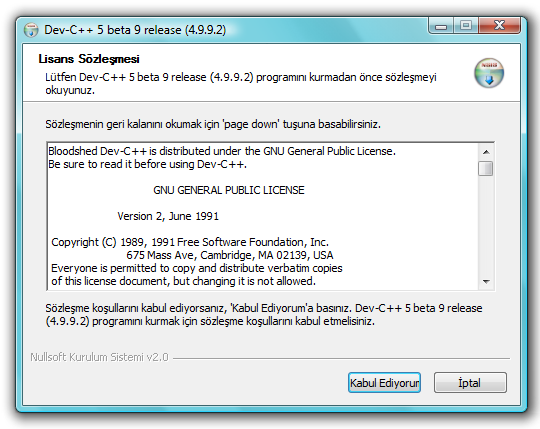 Dev-C++ 5 beta 9 release (4.9.9.2)
Lisans Sözleşmesi
Lütfen Dev-C++ 5 beta 9 release (4.9.9.2) programını kurmadan önce sözleşmeyi
okuyunuz.
Sözleşmenin geri kalanını okumak için 'page down' tuşuna basabilirsiniz.
Bloodshed Dev-C++ is distributed under the GNU General Public License.
Be sure to read it before using Dev-C++.
GNU GENERAL PUBLIC LICENSE
Version 2, June 1991
Copyright (C) 1989, 1991 Free Software Foundation, Inc.
675 Mass Ave, Cambridge, MA 02139, USA
Everyone is permitted to copy and distribute verbatim copies
of this license document, but changing it is not allowed.
Sözleşme koşullarını kabul ediyorsanız, 'Kabul Ediyorum'a basınız. Dev-C++ 5 beta 9 release
(4.9.9.2) programını kurmak için sözleşme koşullarını kabul etmelisiniz.
Nullsoft Kurulum Sistemi v2.0
Kabul Ediyorur
İptal